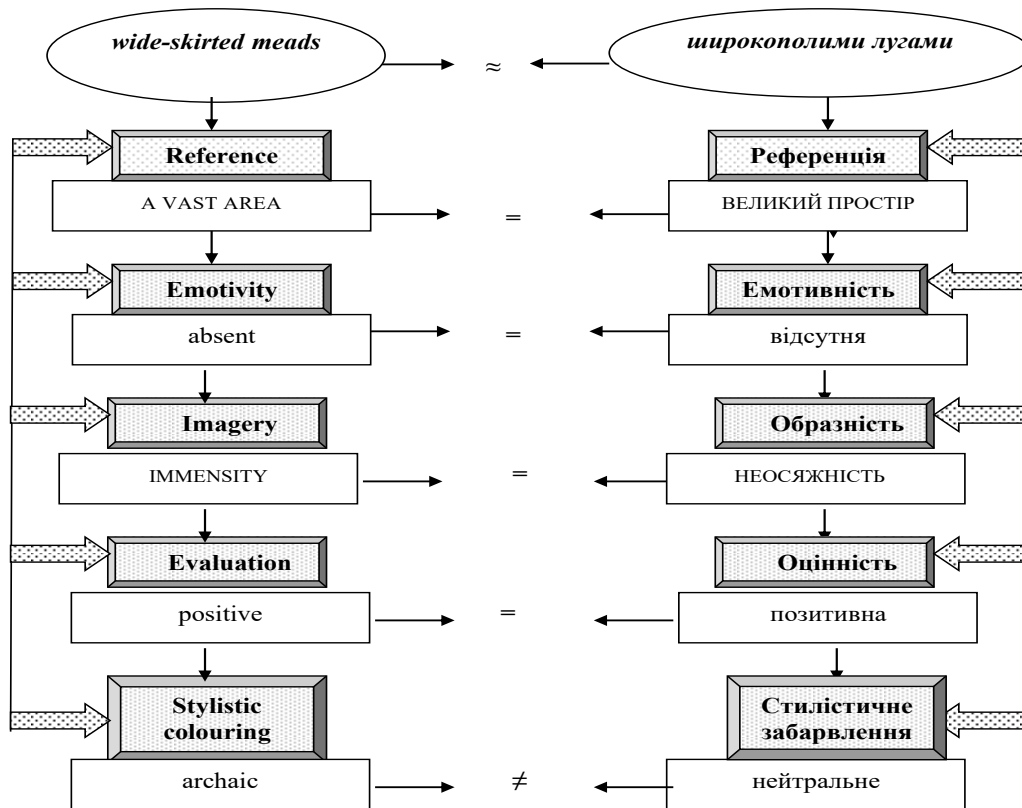 wide-skirted meads
≈
широкополими лугами
Reference
Референція
A VAST AREA
=
ВЕЛИКИЙ ПРОСТІР
Emotivity
Емотивність
absent
=
відсутня
Imagery
Образність
IMMENSITY
=
НЕОСЯЖНІСТЬ
Evaluation
Оцінність
positive
=
позитивна
Stylistic
colouring
Стилістичне
забарвлення
archaic
≠
нейтральне